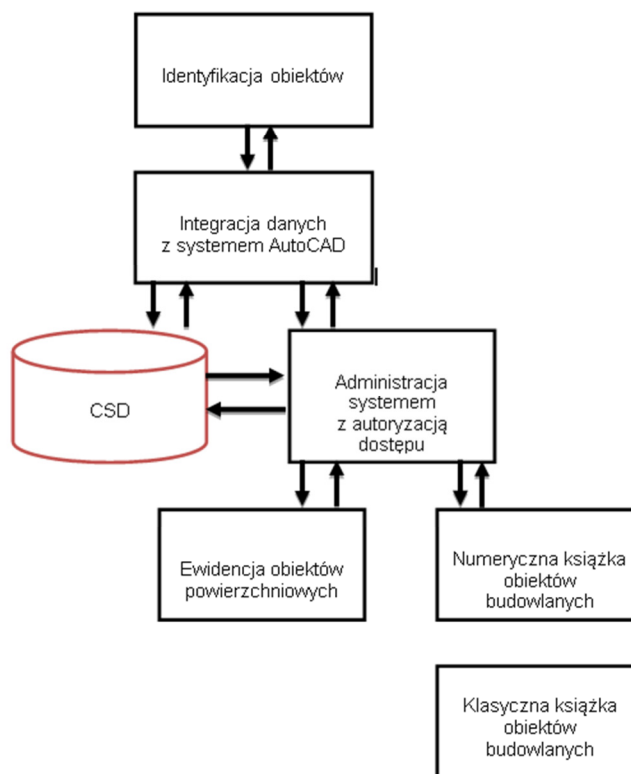 Identyfikacja obiektów
Integracja danych
z systemem AutoCAD
CSD
Administracja
systemem
z autoryzacją
dostępu
Ewidencja obiektów
powierzchniowych
Numeryczna książka
obiektów
budowlanych
Klasyczna książka
obiektów
budowlanych